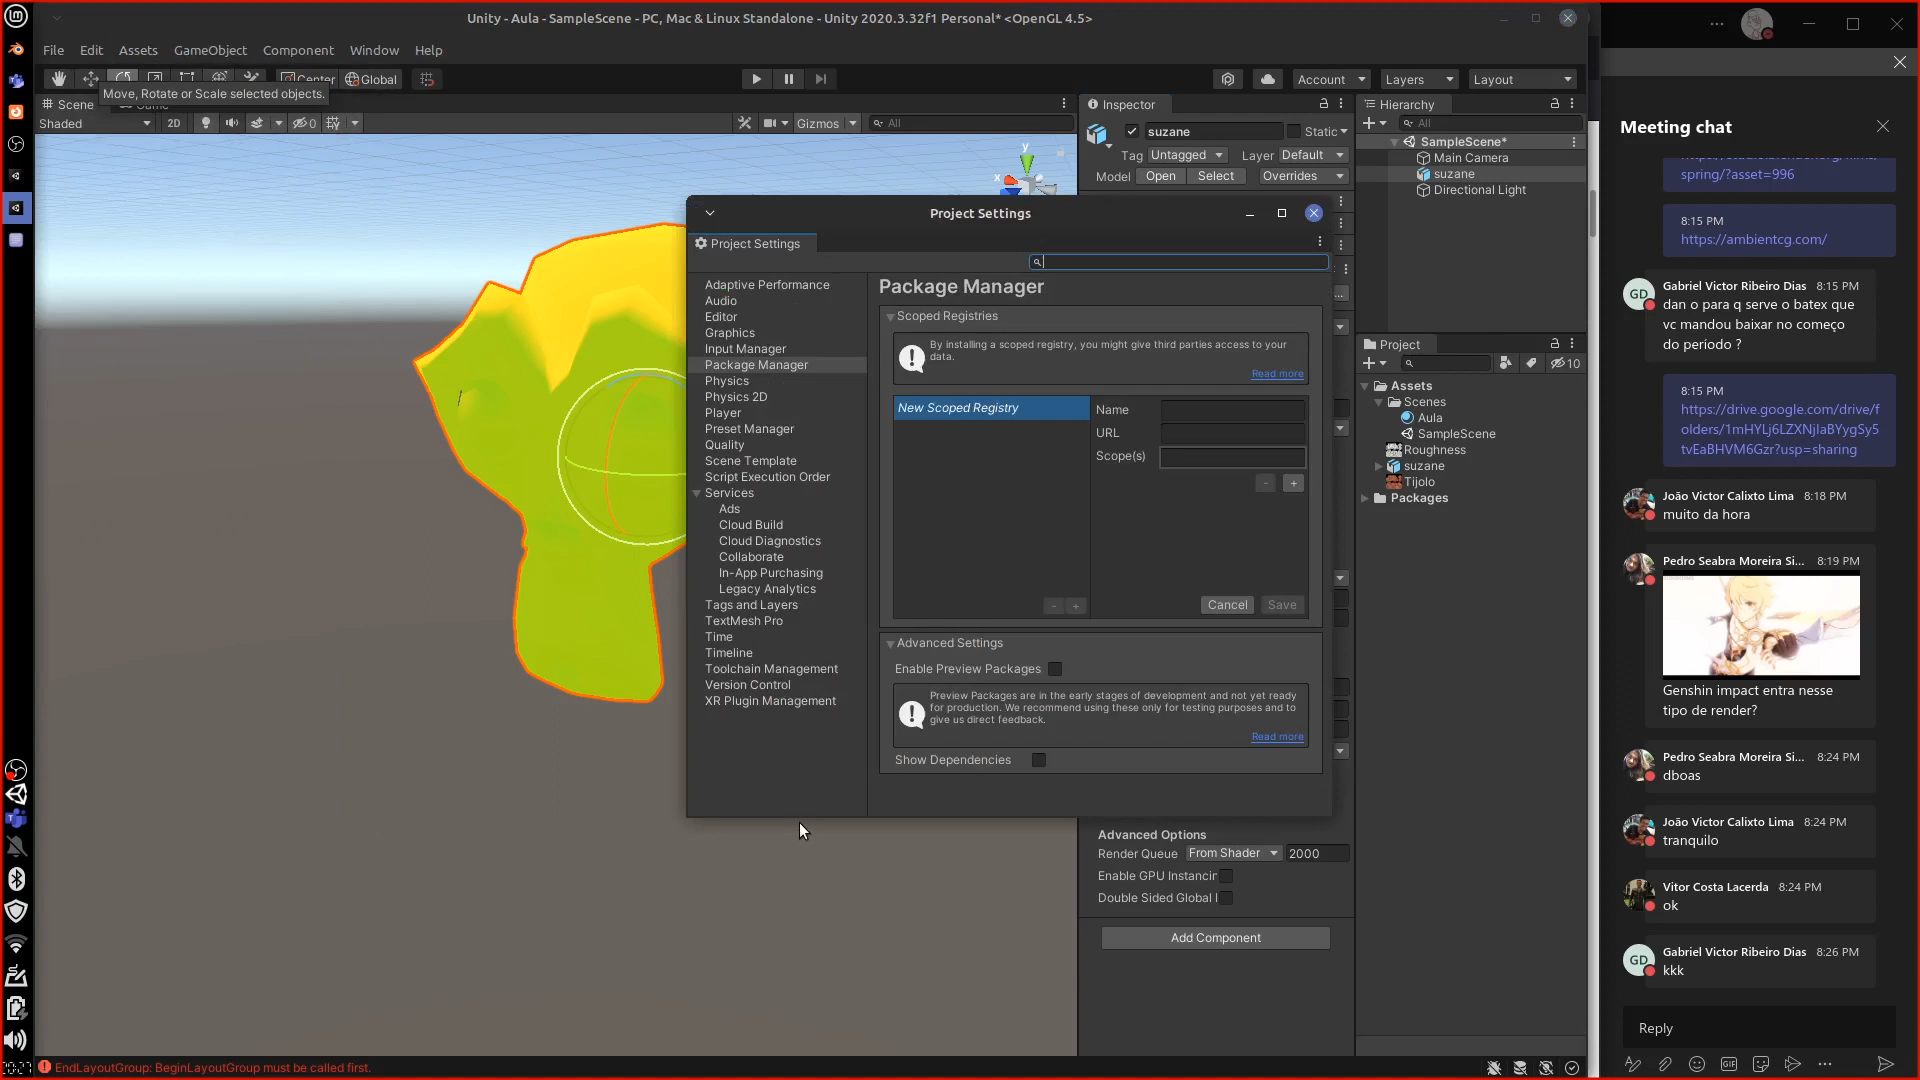 Unity - Aula - SampleScene - PC, Mac & Linux Standalone - Unity 2020.3.32f1 Personal* <OpenGL 4.5>
File Edit Assets GameObject Component Window Help
Center Global
Account Layers Layout
Move, Rotate or Scale selected objects.
Scene
Shaded 2D 0 Gizmos All
Inspector
suzane Static
Tag Untagged Layer Default
Model Open Select Overrides
Hierarchy
All
SampleScene*
Main Camera
suzane
Directional Light
y
x
Project Settings
Project Settings
Adaptive Performance
Audio
Editor
Graphics
Input Manager
Package Manager
Physics
Physics 2D
Player
Preset Manager
Quality
Scene Template
Script Execution Order
Services
Ads
Cloud Build
Cloud Diagnostics
Collaborate
In-App Purchasing
Legacy Analytics
Tags and Layers
TextMesh Pro
Time
Timeline
Toolchain Management
Version Control
XR Plugin Management
Package Manager
Scoped Registries
By installing a scoped registry, you might give third parties access to your
data.
Read more
New Scoped Registry
Name
URL
Scope(s)
- +
- +
Cancel Save
Advanced Settings
Enable Preview Packages
Preview Packages are in the early stages of development and not yet ready
for production. We recommend using these only for testing purposes and to
give us direct feedback.
Read more
Show Dependencies
Advanced Options
Render Queue From Shader 2000
Enable GPU Instancir
Double Sided Global I
Add Component
Project
10
Assets
Scenes
Aula
SampleScene
Roughness
suzane
Tijolo
Packages
EndLayoutGroup: BeginLayoutGroup must be called first.
Meeting chat
spring/?asset=996
8:15 PM
https://ambientcg.com/
GD
Gabriel Victor Ribeiro Dias 8:15 PM
dan o para q serve o batex que
vc mandou baixar no começo
do período ?
8:15 PM
https://drive.google.com/drive/f
olders/1mHYLj6LZXNjlaBYygSy5
tvEaBHVM6Gzr?usp=sharing
João Victor Calixto Lima 8:18 PM
muito da hora
Pedro Seabra Moreira Si... 8:19 PM
Genshin impact entra nesse
tipo de render?
Pedro Seabra Moreira Si... 8:24 PM
dboas
João Victor Calixto Lima 8:24 PM
tranquilo
Vitor Costa Lacerda 8:24 PM
ok
GD
Gabriel Victor Ribeiro Dias 8:26 PM
kkk
Reply
GIF